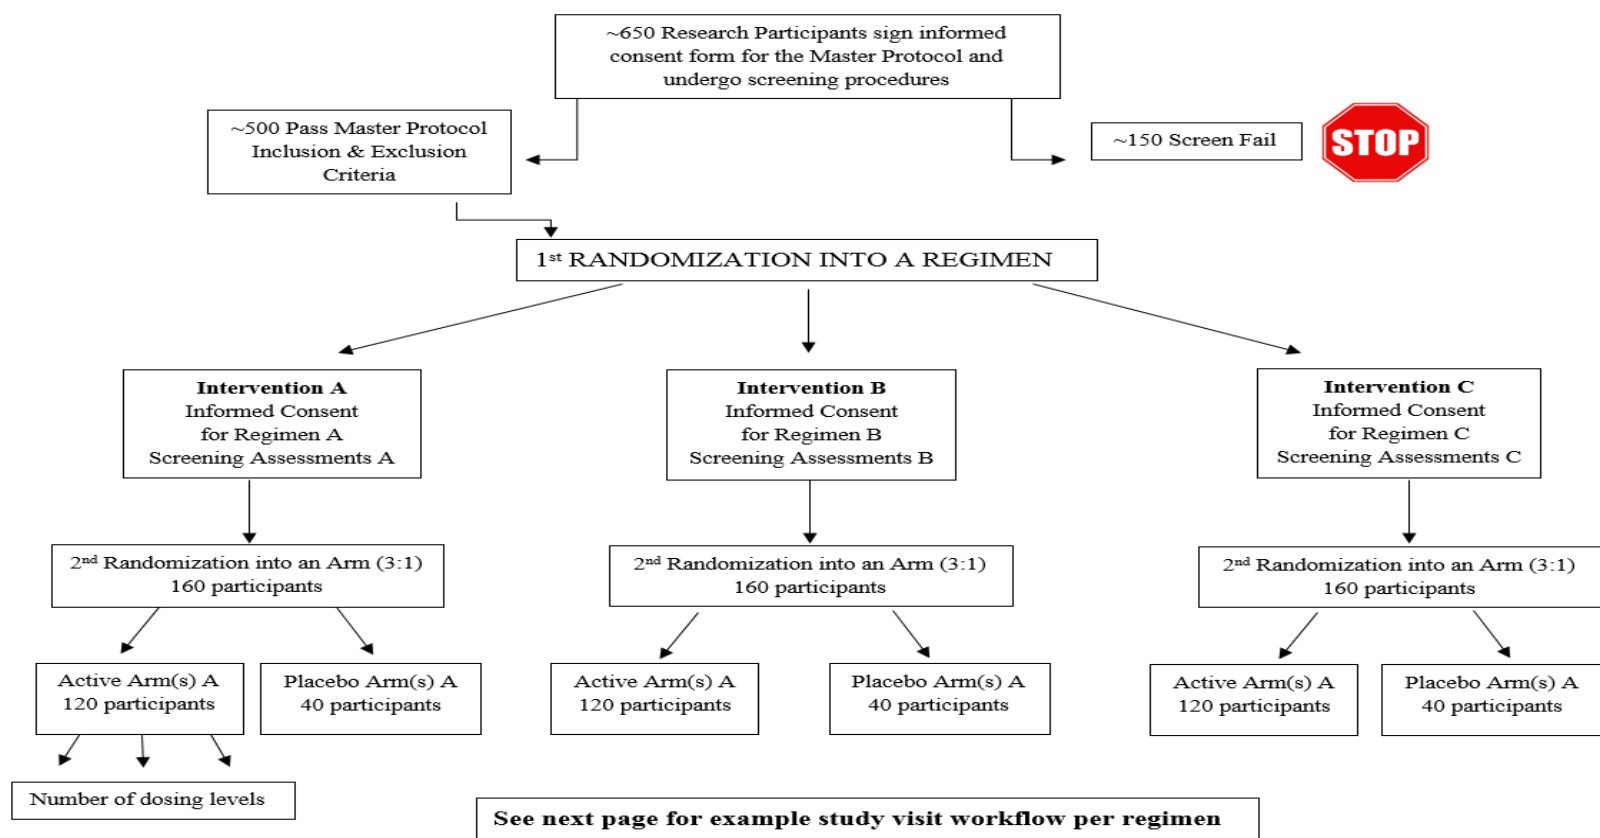 ~650 Research Participants sign informed
consent form for the Master Protocol and
undergo screening procedures
~500 Pass Master Protocol
Inclusion & Exclusion
Criteria
~150 Screen Fail
STOP
1st RANDOMIZATION INTO A REGIMEN
Intervention A
Informed Consent
for Regimen A
Screening Assessments A
Intervention B
Informed Consent
for Regimen B
Screening Assessments B
Intervention C
Informed Consent
for Regimen C
Screening Assessments C
2nd Randomization into an Arm (3:1)
160 participants
2nd Randomization into an Arm (3:1)
160 participants
2nd Randomization into an Arm (3:1)
160 participants
Active Arm(s) A
120 participants
Placebo Arm(s) A
40 participants
Active Arm(s) A
120 participants
Placebo Arm(s) A
40 participants
Active Arm(s) A
120 participants
Placebo Arm(s) A
40 participants
Number of dosing levels
See next page for example study visit workflow per regimen